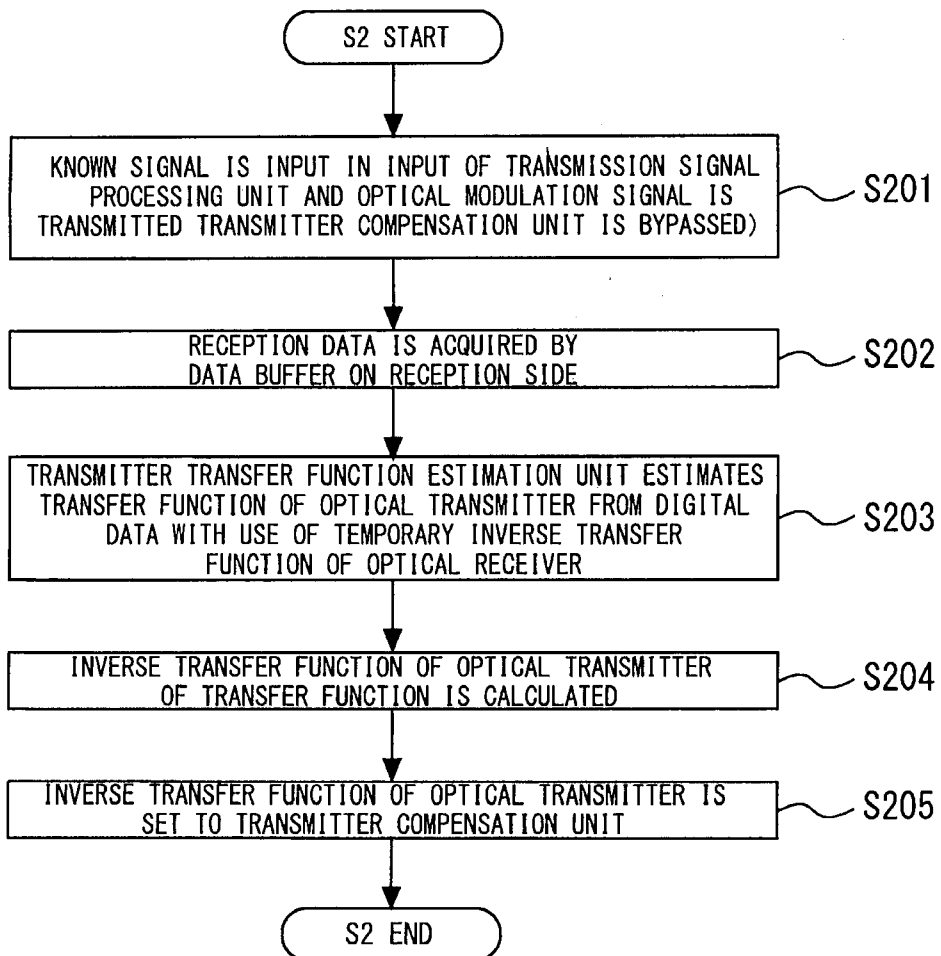 S2 START
KNOWN SIGNAL IS INPUT IN INPUT OF TRANSMISSION SIGNAL
PROCESSING UNIT AND OPTICAL MODULATION SIGNAL IS
TRANSMITTED TRANSMITTER COMPENSATION UNIT IS BYPASSED)
S201
RECEPTION DATA IS ACQUIRED BY
DATA BUFFER ON RECEPTION SIDE
S202
TRANSMITTER TRANSFER FUNCTION ESTIMATION UNIT ESTIMATES
TRANSFER FUNCTION OF OPTICAL TRANSMITTER FROM DIGITAL
DATA WITH USE OF TEMPORARY INVERSE TRANSFER
FUNCTION OF OPTICAL RECEIVER
S203
INVERSE TRANSFER FUNCTION OF OPTICAL TRANSMITTER
OF TRANSFER FUNCTION IS CALCULATED
S204
INVERSE TRANSFER FUNCTION OF OPTICAL TRANSMITTER IS
SET TO TRANSMITTER COMPENSATION UNIT
S205
S2 END